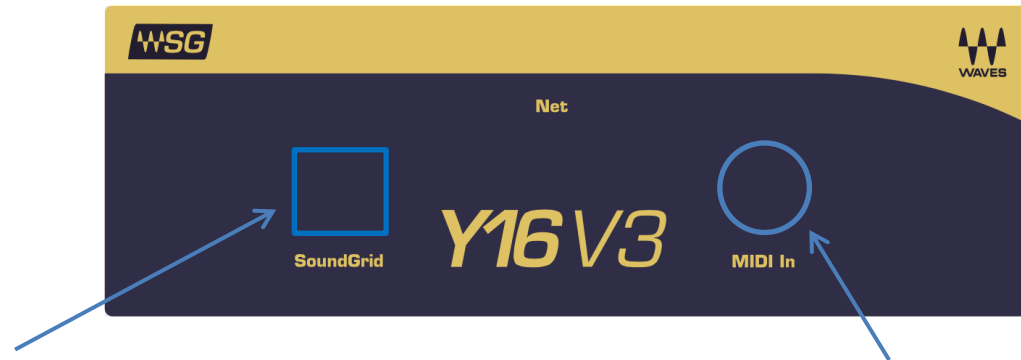 WSG
WAVES
Net
Y16 V3
SoundGrid
MIDI In